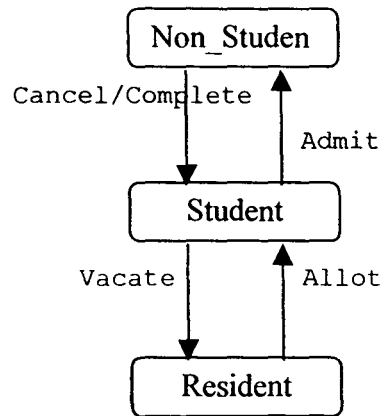 Non_Studen
Cancel/Complete
Admit
Student
Vacate
Allot
Resident